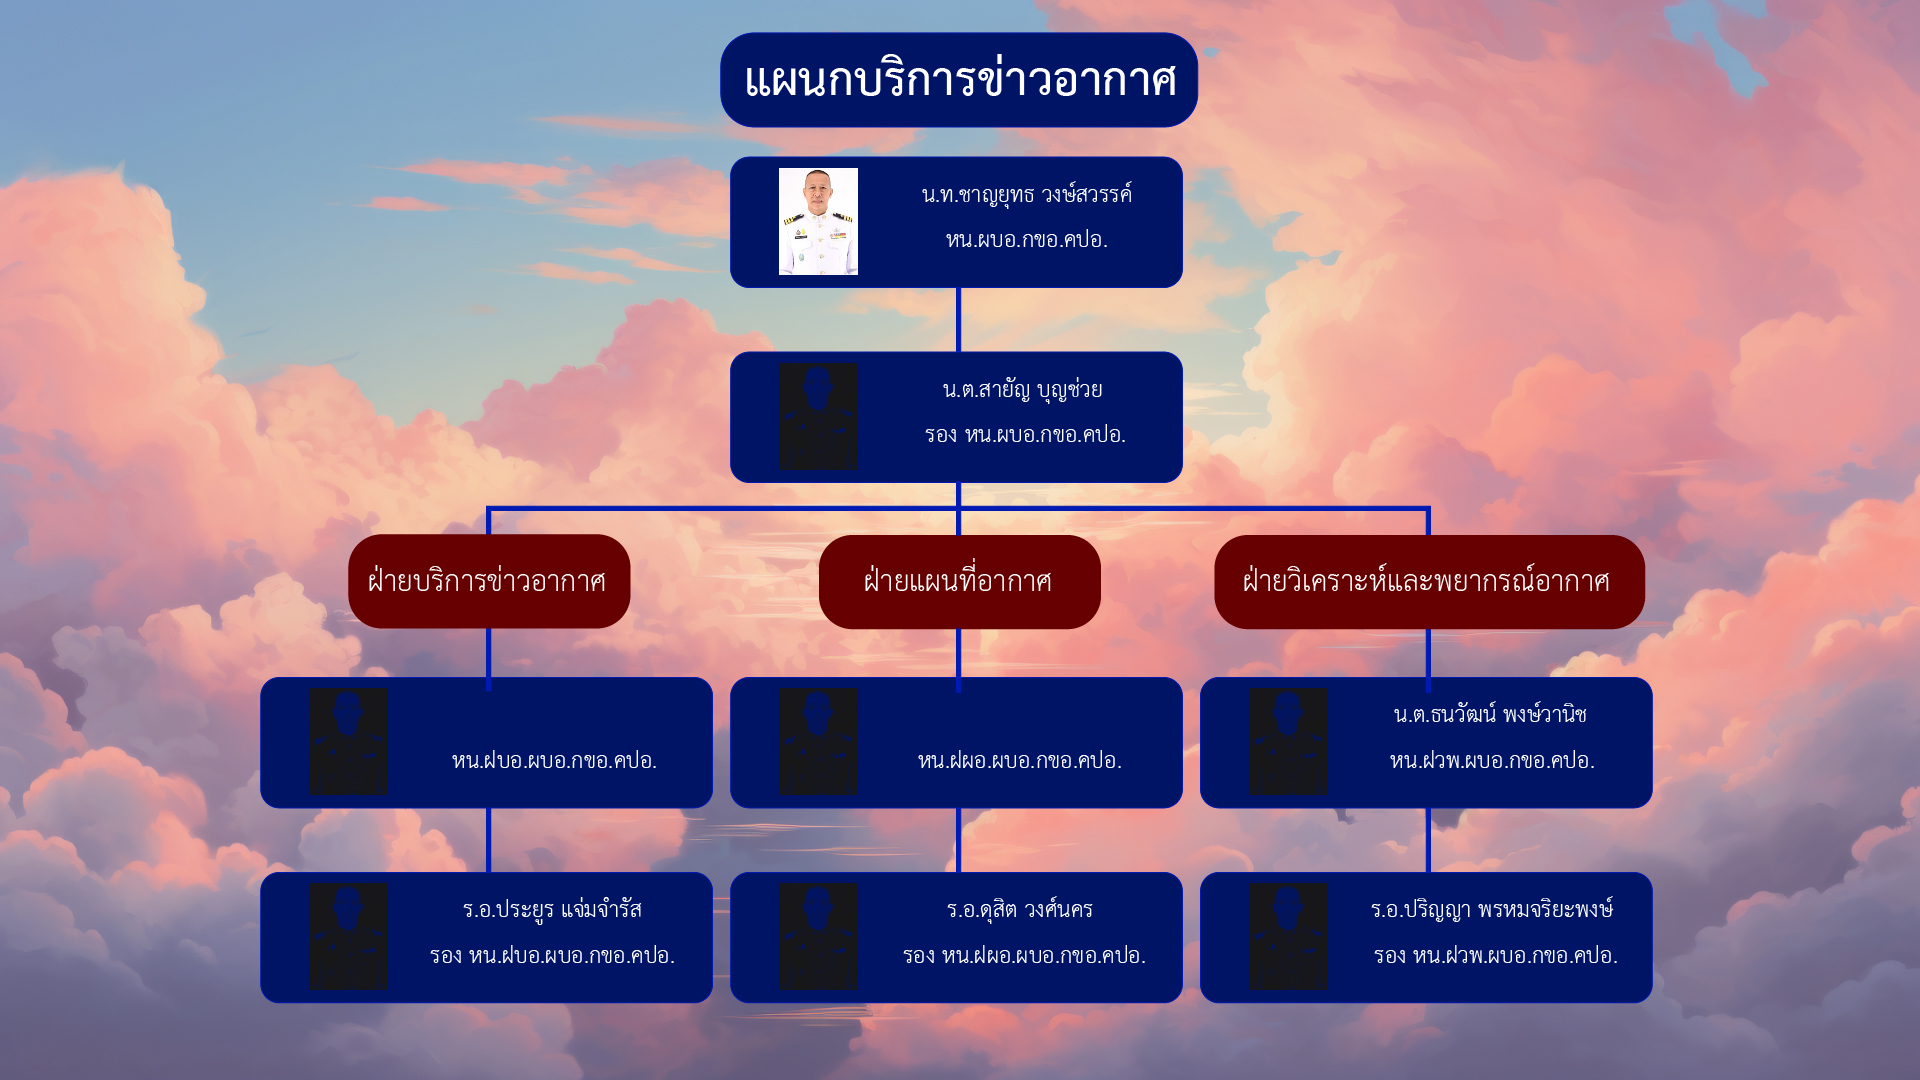 แผนกบริการข่าวอากาศ
น.ท.ชาญยุทธ วงษ์สวรรค์
หน.ผบอ.กขอ.คปอ.
น.ต.สายัญ บุญช่วย
รอง หน.ผบอ.กขอ.คปอ.
ฝ่ายบริการข่าวอากาศ
ฝ่ายแผนที่อากาศ
ฝ่ายวิเคราะห์และพยากรณ์อากาศ
หน.ฝบอ.ผบอ.กขอ.คปอ.
หน.ฝผอ.ผบอ.กขอ.คปอ.
น.ต.ธนวัฒน์ พงษ์วานิช
หน.ฝวพ.ผบอ.กขอ.คปอ.
ร.อ.ประยูร แจ่มจำรัส
รอง หน.ฝบอ.ผบอ.กขอ.คปอ.
ร.อ.ดุสิต วงศ์นคร
รอง หน.ฝผอ.ผบอ.กขอ.คปอ.
ร.อ.ปริญญา พรหมจริยะพงษ์
รอง หน.ฝวพ.ผบอ.กขอ.คปอ.